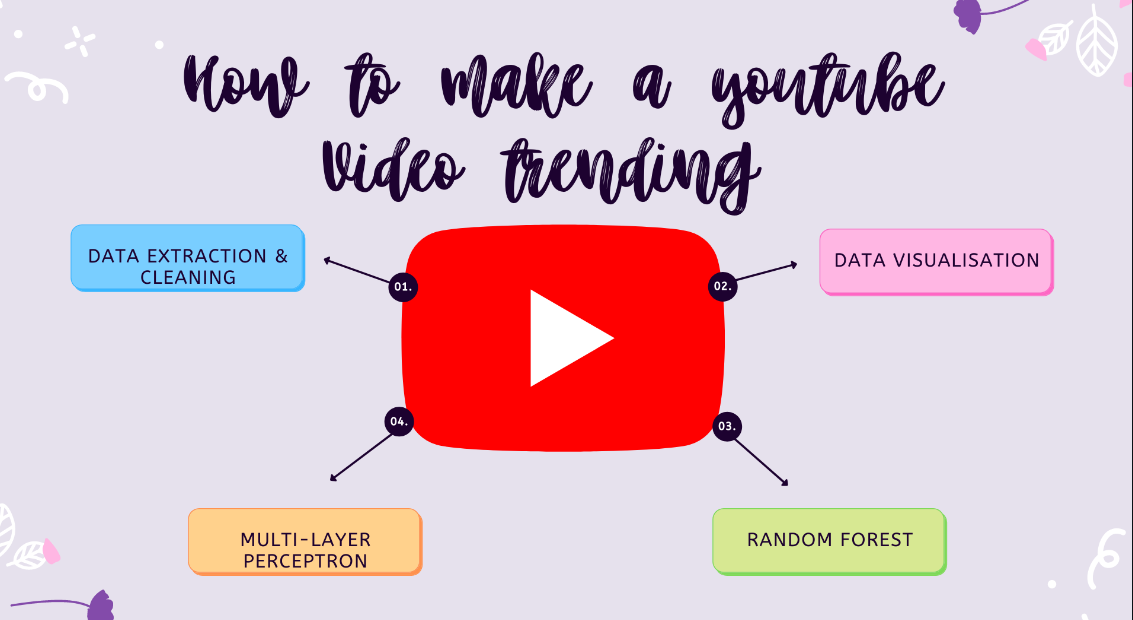 How to make a youtube
Video trending
DATA EXTRACTION &
CLEANING
01.
02.
DATA VISUALISATION
04.
03.
MULTI-LAYER
PERCEPTRON
RANDOM FOREST